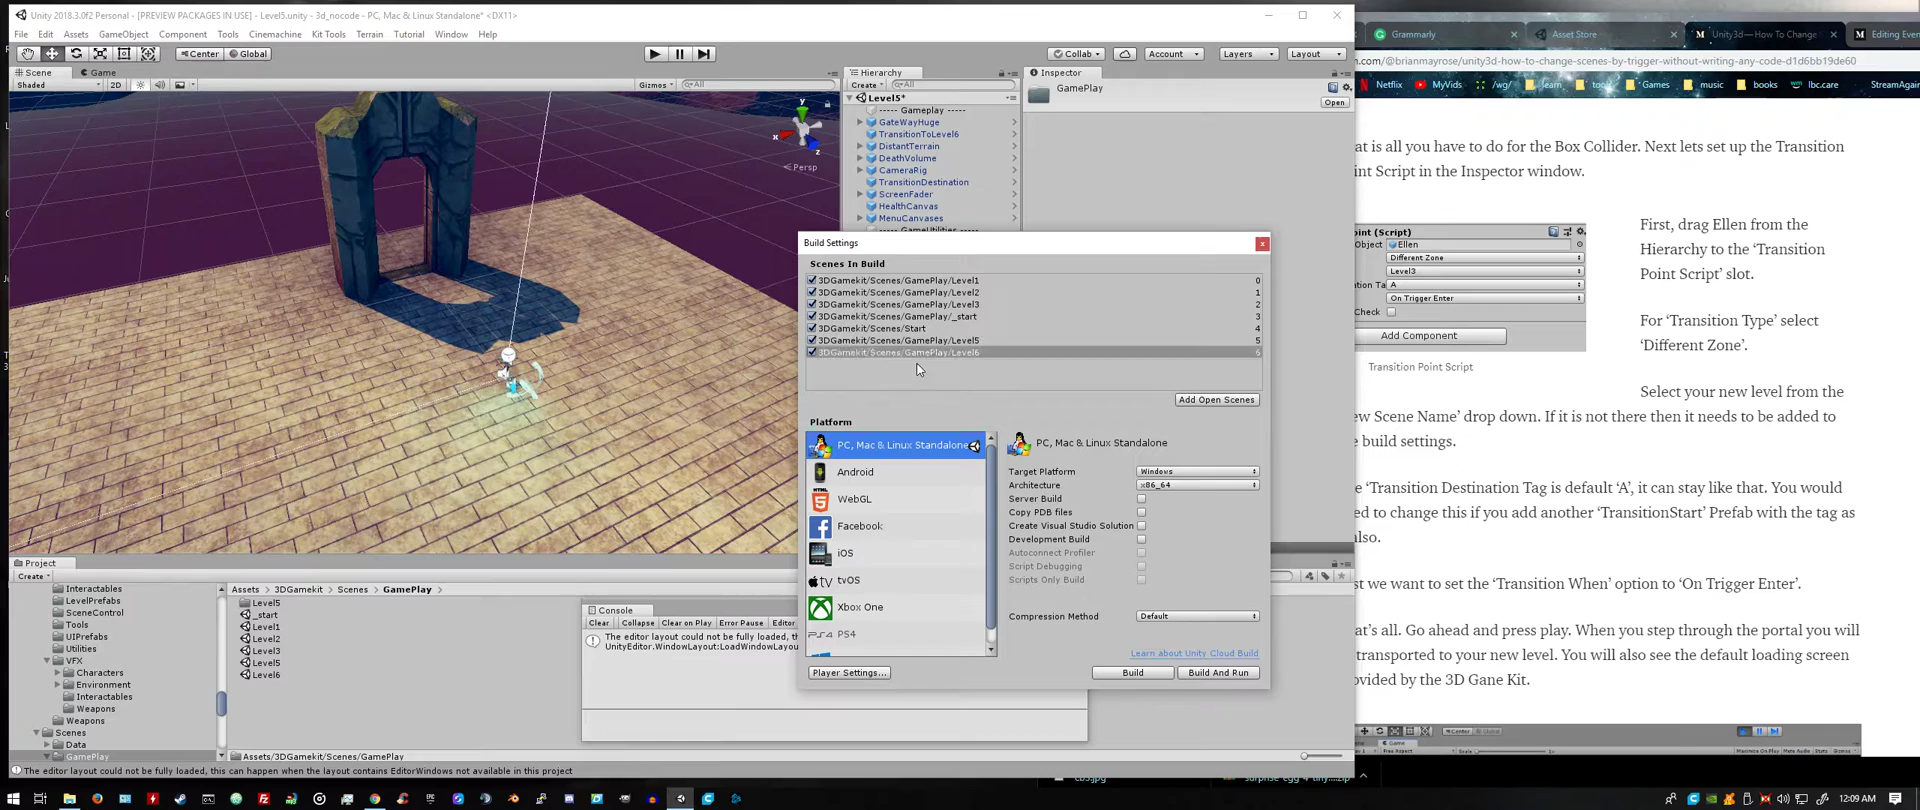 Unity 2018.3.0f2 Personal - [PREVIEW PACKAGES IN USE] - Level5.unity - 3d_nocode - PC, Mac & Linux Standalone* <DX11>
File Edit Assets GameObject Component Tools Cinemachine Kit Tools Terrain Tutorial Window Help
Center Global
Collab Account Layers Layout
Scene Game
Shaded 2D Gizmos All
y
x
z
Persp
Hierarchy
Create All
Level5*
----- Gameplay -----
GateWayHuge
TransitionToLevel6
DistantTerrain
DeathVolume
CameraRig
TransitionDestination
ScreenFader
HealthCanvas
MenuCanvases
----- GameUtilities -----
Inspector
GamePlay
Open
Build Settings
Scenes In Build
3DGamekit/Scenes/GamePlay/Level1 0
3DGamekit/Scenes/GamePlay/Level2 1
3DGamekit/Scenes/GamePlay/Level3 2
3DGamekit/Scenes/GamePlay/_start 3
3DGamekit/Scenes/Start 4
3DGamekit/Scenes/GamePlay/Level5 5
3DGamekit/Scenes/GamePlay/Level6 6
Add Open Scenes
Platform
PC, Mac & Linux Standalone
Android
WebGL
Facebook
iOS
tvOS
Xbox One
PS4
PC, Mac & Linux Standalone
Target Platform Windows
Architecture x86_64
Server Build
Copy PDB files
Create Visual Studio Solution
Development Build
Autoconnect Profiler
Script Debugging
Scripts Only Build
Compression Method Default
Learn about Unity Cloud Build
Player Settings... Build Build And Run
Project
Create
Interactables
LevelPrefabs
SceneControl
Tools
UIPrefabs
Utilities
VFX
Characters
Environment
Interactables
Weapons
Weapons
Scenes
Data
GamePlay
Assets 3DGamekit Scenes GamePlay
Level5
_start
Level1
Level2
Level3
Level5
Level6
Assets/3DGamekit/Scenes/GamePlay
Console
Clear Collapse Clear on Play Error Pause Editor
The editor layout could not be fully loaded, th
UnityEditor.WindowLayout:LoadWindowLayou
The editor layout could not be fully loaded, this can happen when the layout contains EditorWindows not available in this project
Grammarly Asset Store Unity3d — How To Change Editing Even
.com/@brianmayrose/unity3d-how-to-change-scenes-by-trigger-without-writing-any-code-d1d6bb19de60
Netflix MyVids /wg/ learn Games music books lbc.care StreamAgain
at is all you have to do for the Box Collider. Next lets set up the Transition
int Script in the Inspector window.
oint (Script)
Object Ellen
Different Zone
Level3
tion Ta A
On Trigger Enter
Check
Add Component
Transition Point Script
First, drag Ellen from the
Hierarchy to the ‘Transition
Point Script’ slot.
For ‘Transition Type’ select
‘Different Zone’.
Select your new level from the
ew Scene Name’ drop down. If it is not there then it needs to be added to
e build settings.
e ‘Transition Destination Tag is default ‘A’, it can stay like that. You would
ed to change this if you add another ‘TransitionStart’ Prefab with the tag as
also.
st we want to set the ‘Transition When’ option to ‘On Trigger Enter’.
at’s all. Go ahead and press play. When you step through the portal you will
transported to your new level. You will also see the default loading screen
ovided by the 3D Gane Kit.
12:09 AM